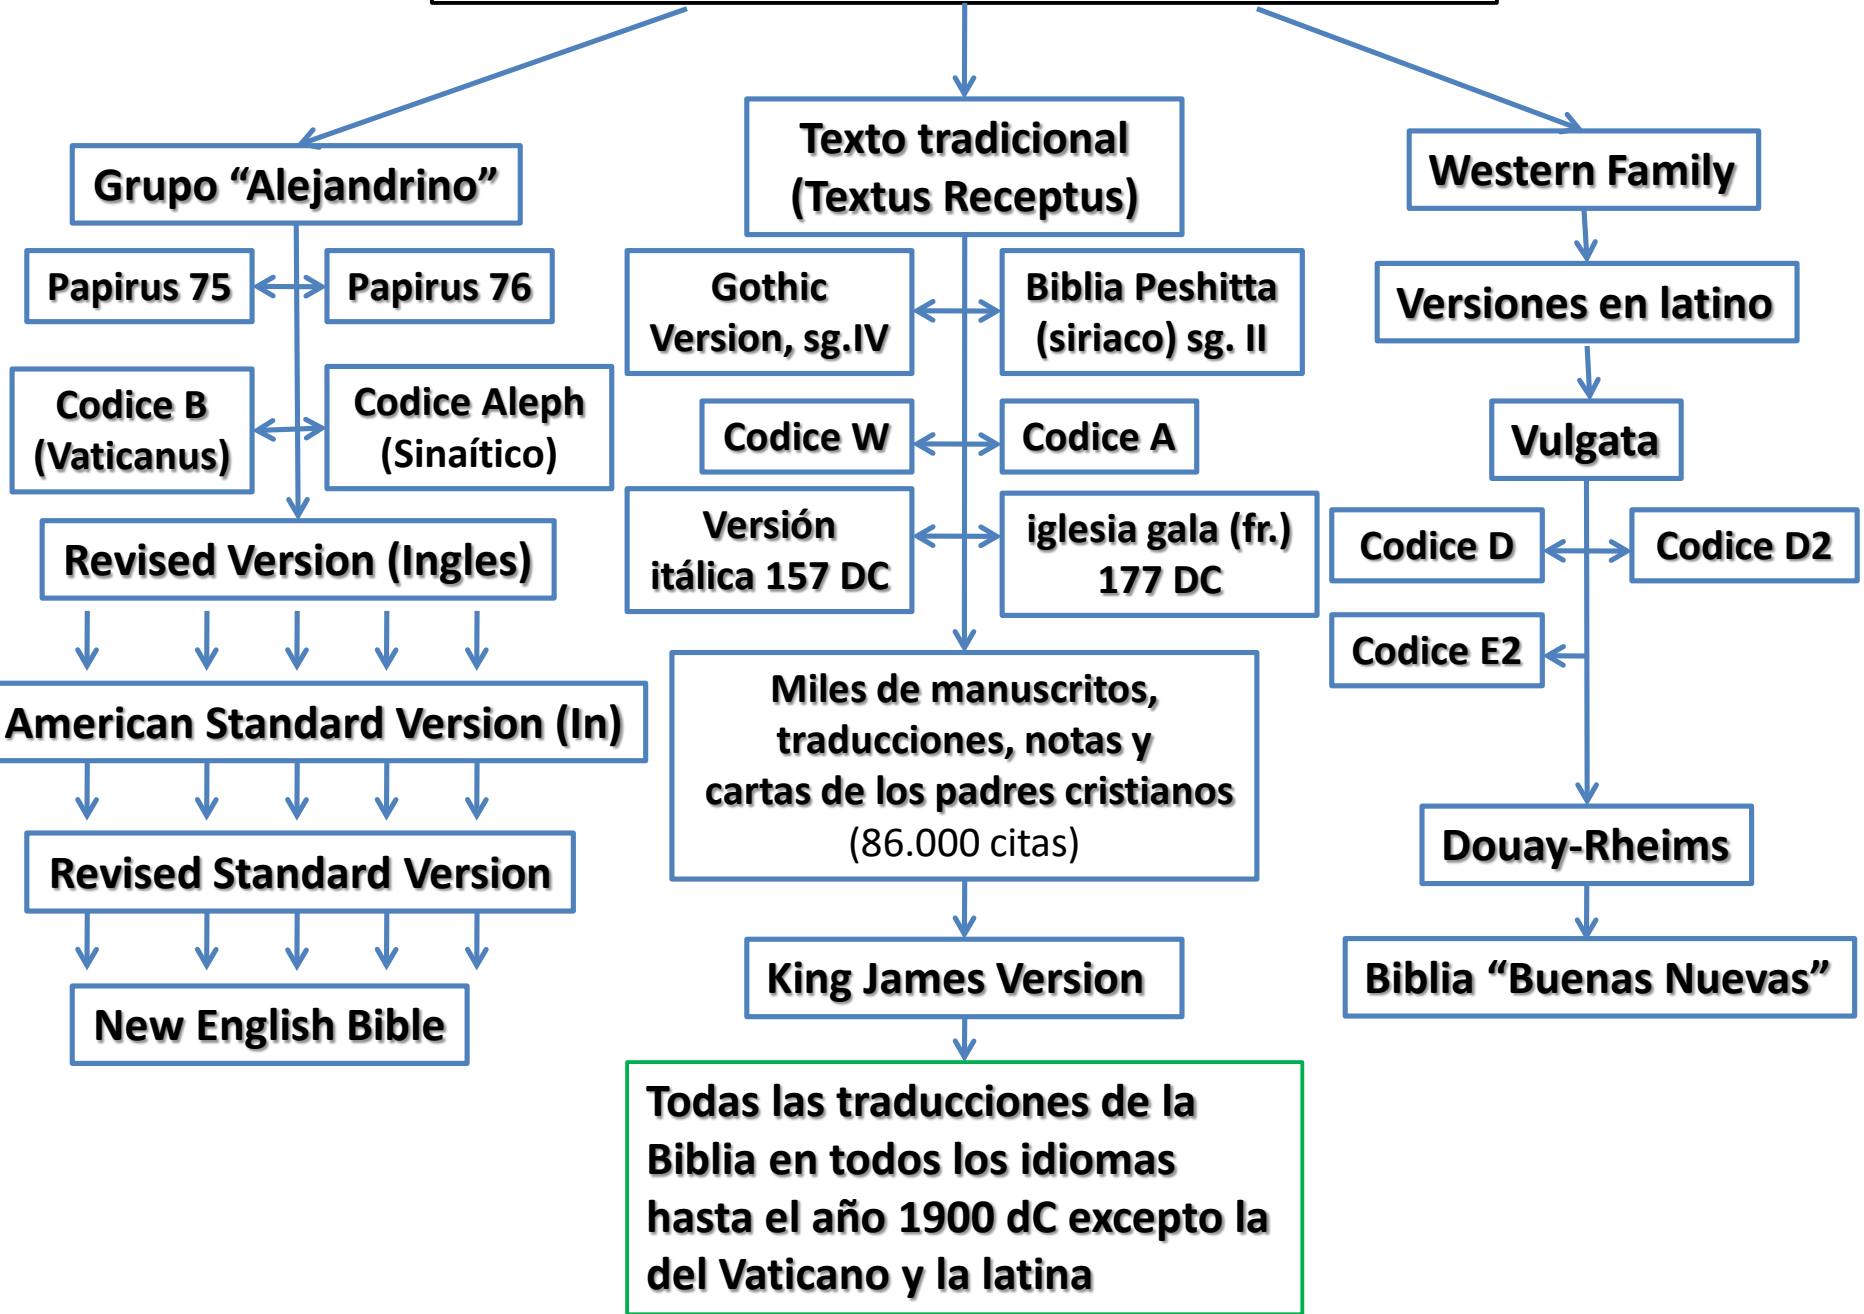 Grupo “Alejandrino”
Papirus 75
Papirus 76
Codice B
(Vaticanus)
Codice Aleph
(Sinaítico)
Revised Version (Ingles)
American Standard Version (In)
Revised Standard Version
New English Bible
Texto tradicional
(Textus Receptus)
Gothic
Version, sg.IV
Biblia Peshitta
(siriaco) sg. II
Codice W
Codice A
Versión
itálica 157 DC
iglesia gala (fr.)
177 DC
Miles de manuscritos,
traducciones, notas y
cartas de los padres cristianos
(86.000 citas)
King James Version
Todas las traducciones de la
Biblia en todos los idiomas
hasta el año 1900 dC excepto la
del Vaticano y la latina
Western Family
Versiones en latino
Vulgata
Codice D
Codice D2
Codice E2
Douay-Rheims
Biblia “Buenas Nuevas”